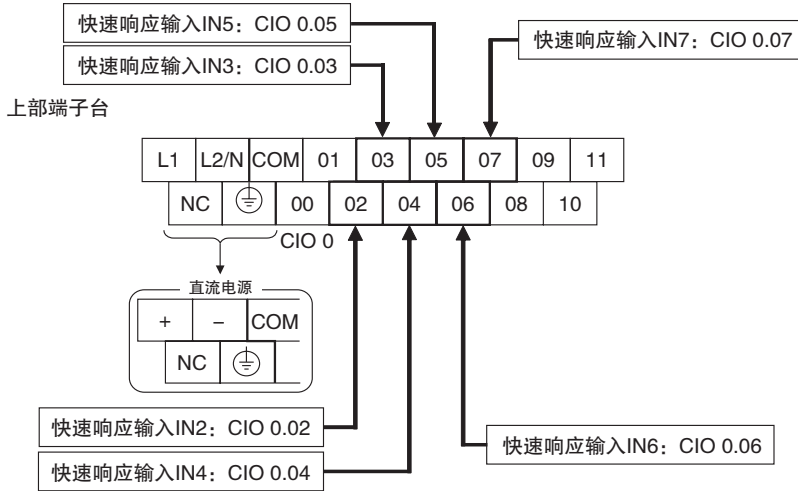 快速响应输入IN5：CIO 0.05
快速响应输入IN3：CIO 0.03
快速响应输入IN7：CIO 0.07
上部端子台
L1 L2/N COM 01 03 05 07 09 11
NC 00 02 04 06 08 10
CIO 0
直流电源
+ − COM
NC
快速响应输入IN2：CIO 0.02
快速响应输入IN4：CIO 0.04
快速响应输入IN6：CIO 0.06